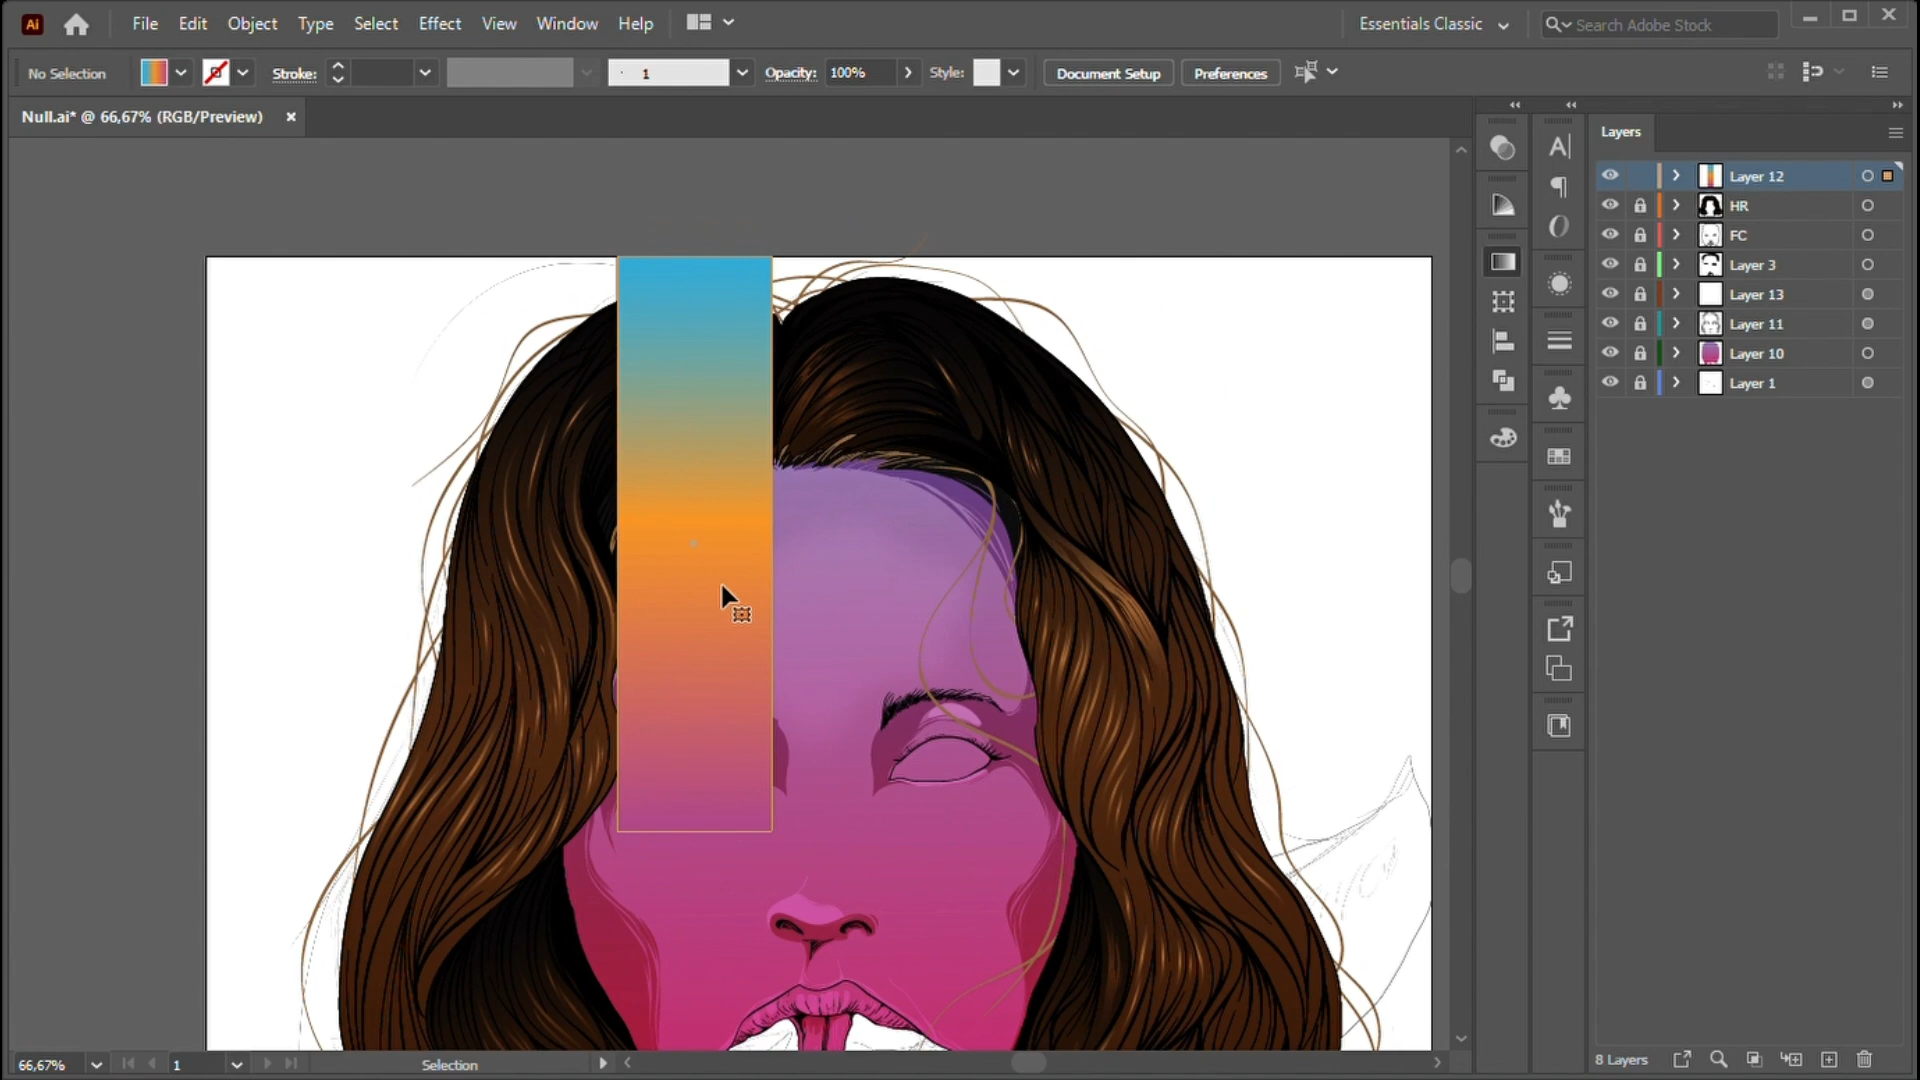 Ai File Edit Object Type Select Effect View Window Help Essentials Classic Search Adobe Stock
No Selection Stroke: 1 Opacity: 100% Style: Document Setup Preferences
Null.ai* @ 66,67% (RGB/Preview)
Layers
Layer 12
HR
FC
Layer 3
Layer 13
Layer 11
Layer 10
Layer 1
66,67% 1 Selection 8 Layers